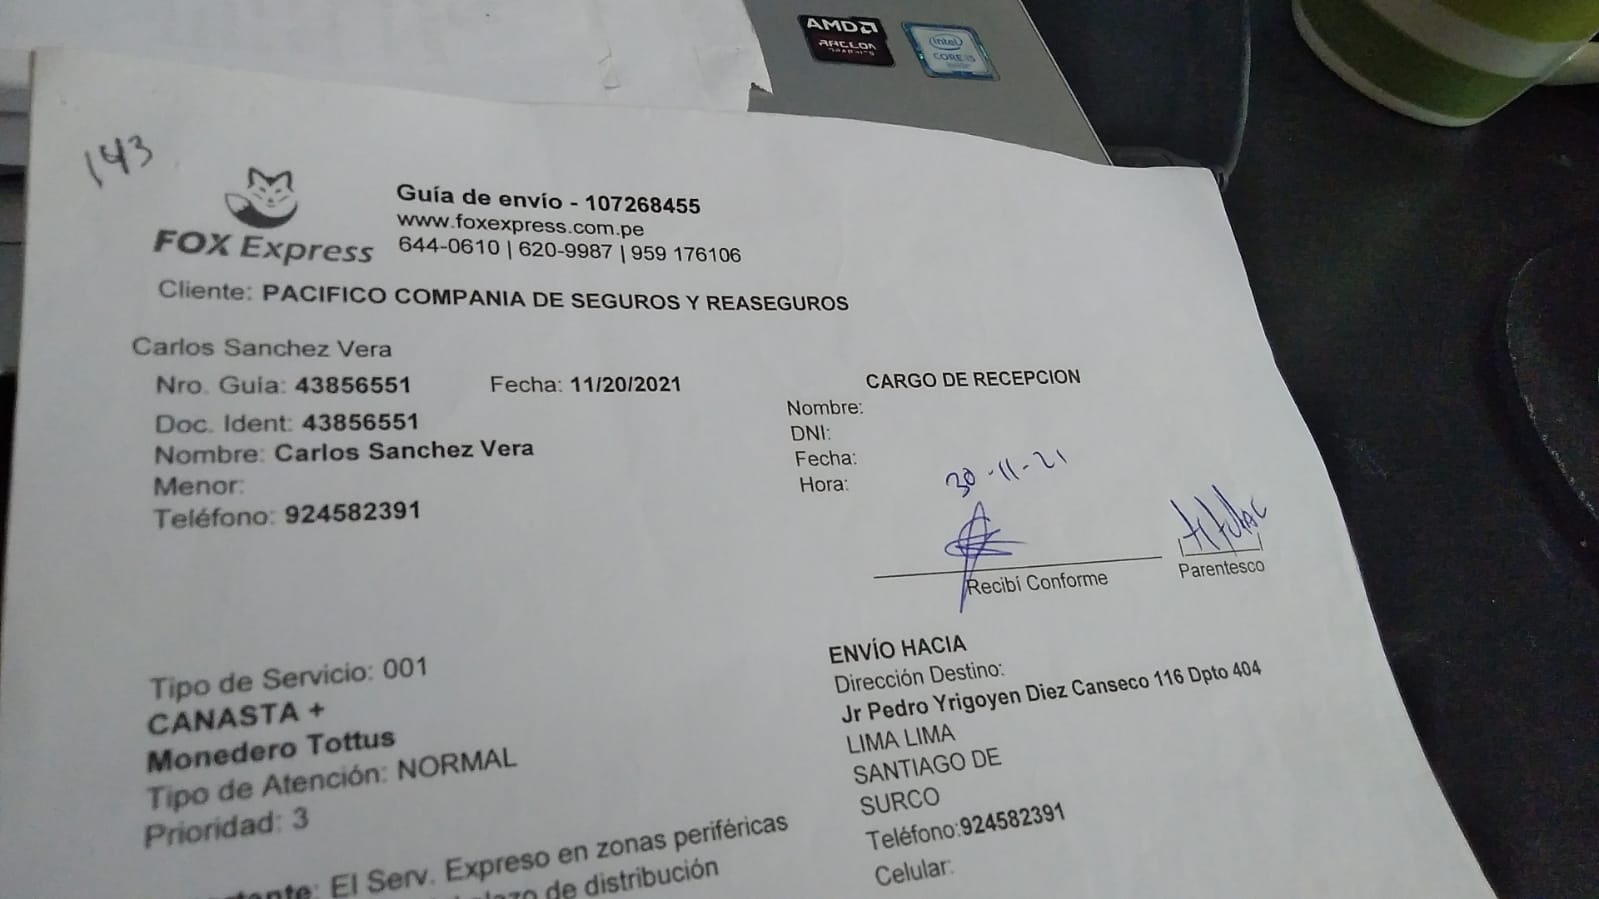 AMD
RADEON
GRAPHICS
intel
CORE i5
143
FOX Express
Guía de envío - 107268455
www.foxexpress.com.pe
644-0610 | 620-9987 | 959 176106
Cliente: PACIFICO COMPANIA DE SEGUROS Y REASEGUROS
Carlos Sanchez Vera
Nro. Guía: 43856551 Fecha: 11/20/2021
Doc. Ident: 43856551
Nombre: Carlos Sanchez Vera
Menor:
Teléfono: 924582391
CARGO DE RECEPCION
Nombre:
DNI:
Fecha:
Hora:
30-11-21
Recibí Conforme
Parentesco
Tipo de Servicio: 001
CANASTA +
Monedero Tottus
Tipo de Atención: NORMAL
Prioridad: 3
ENVÍO HACIA
Dirección Destino:
Jr Pedro Yrigoyen Diez Canseco 116 Dpto 404
LIMA LIMA
SANTIAGO DE
SURCO
Teléfono:924582391
Celular:
El Serv. Expreso en zonas periféricas
de distribución